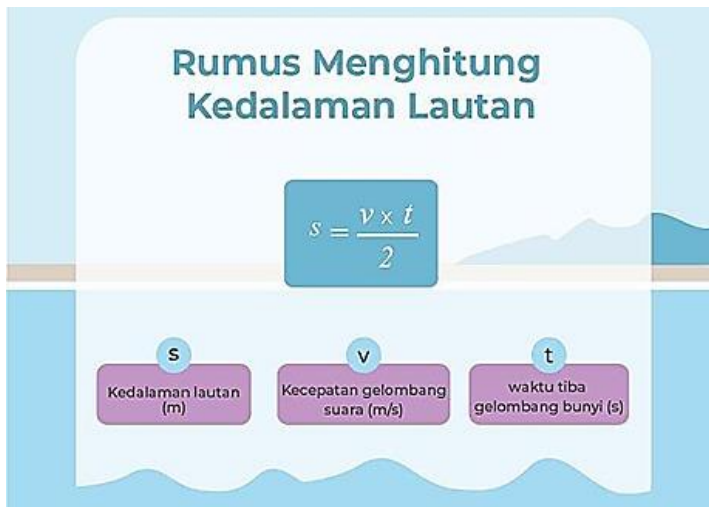 Rumus Menghitung
Kedalaman Lautan
s = v × t / 2
s
Kedalaman lautan
(m)
v
Kecepatan gelombang
suara (m/s)
t
waktu tiba
gelombang bunyi (s)